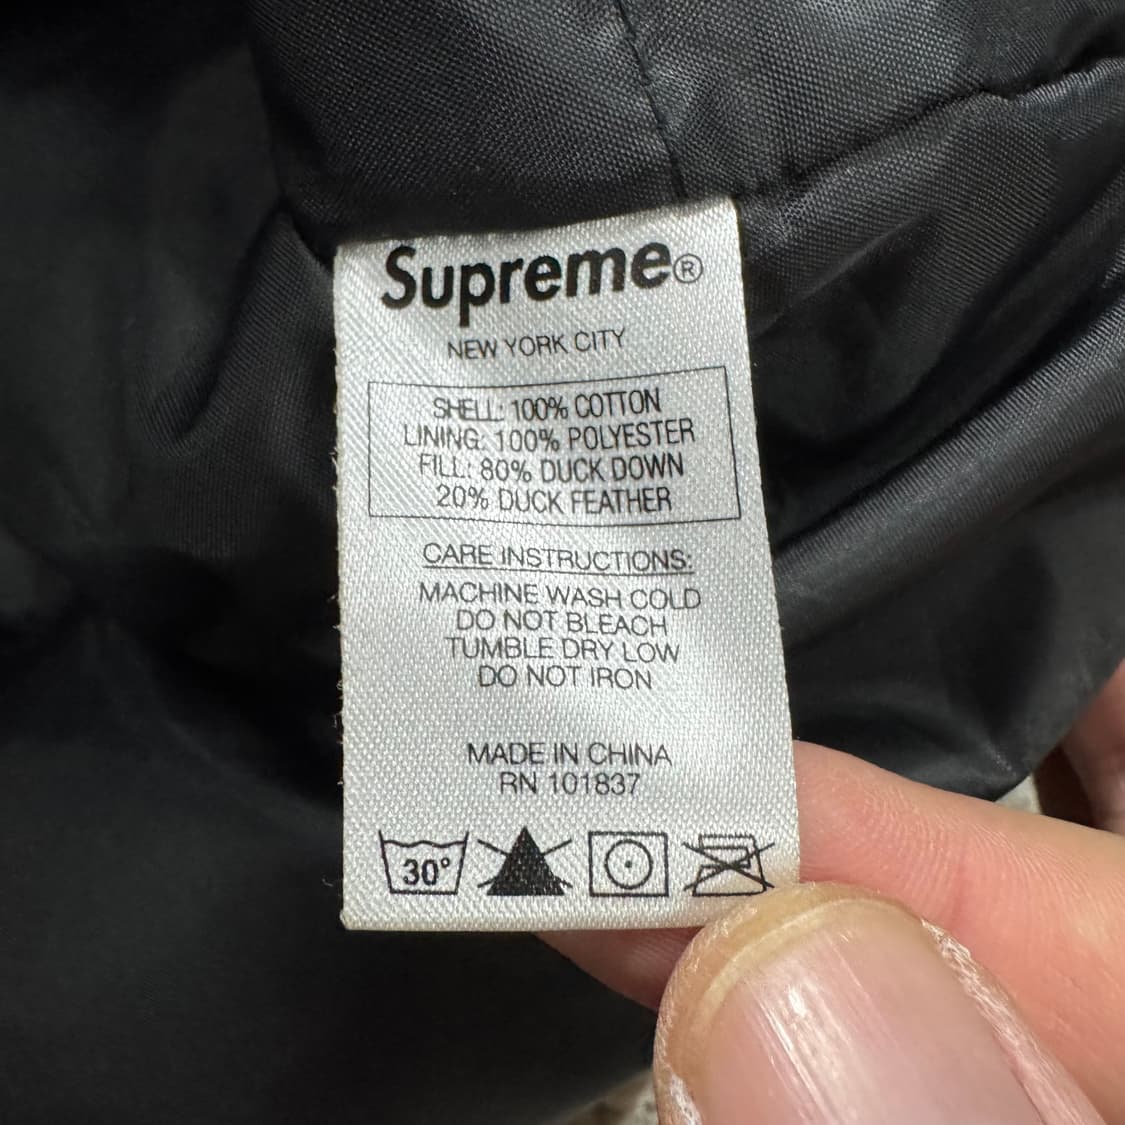 Supreme®
NEW YORK CITY
SHELL: 100% COTTON
LINING: 100% POLYESTER
FILL: 80% DUCK DOWN
20% DUCK FEATHER
CARE INSTRUCTIONS:
MACHINE WASH COLD
DO NOT BLEACH
TUMBLE DRY LOW
DO NOT IRON
MADE IN CHINA
RN 101837
30°